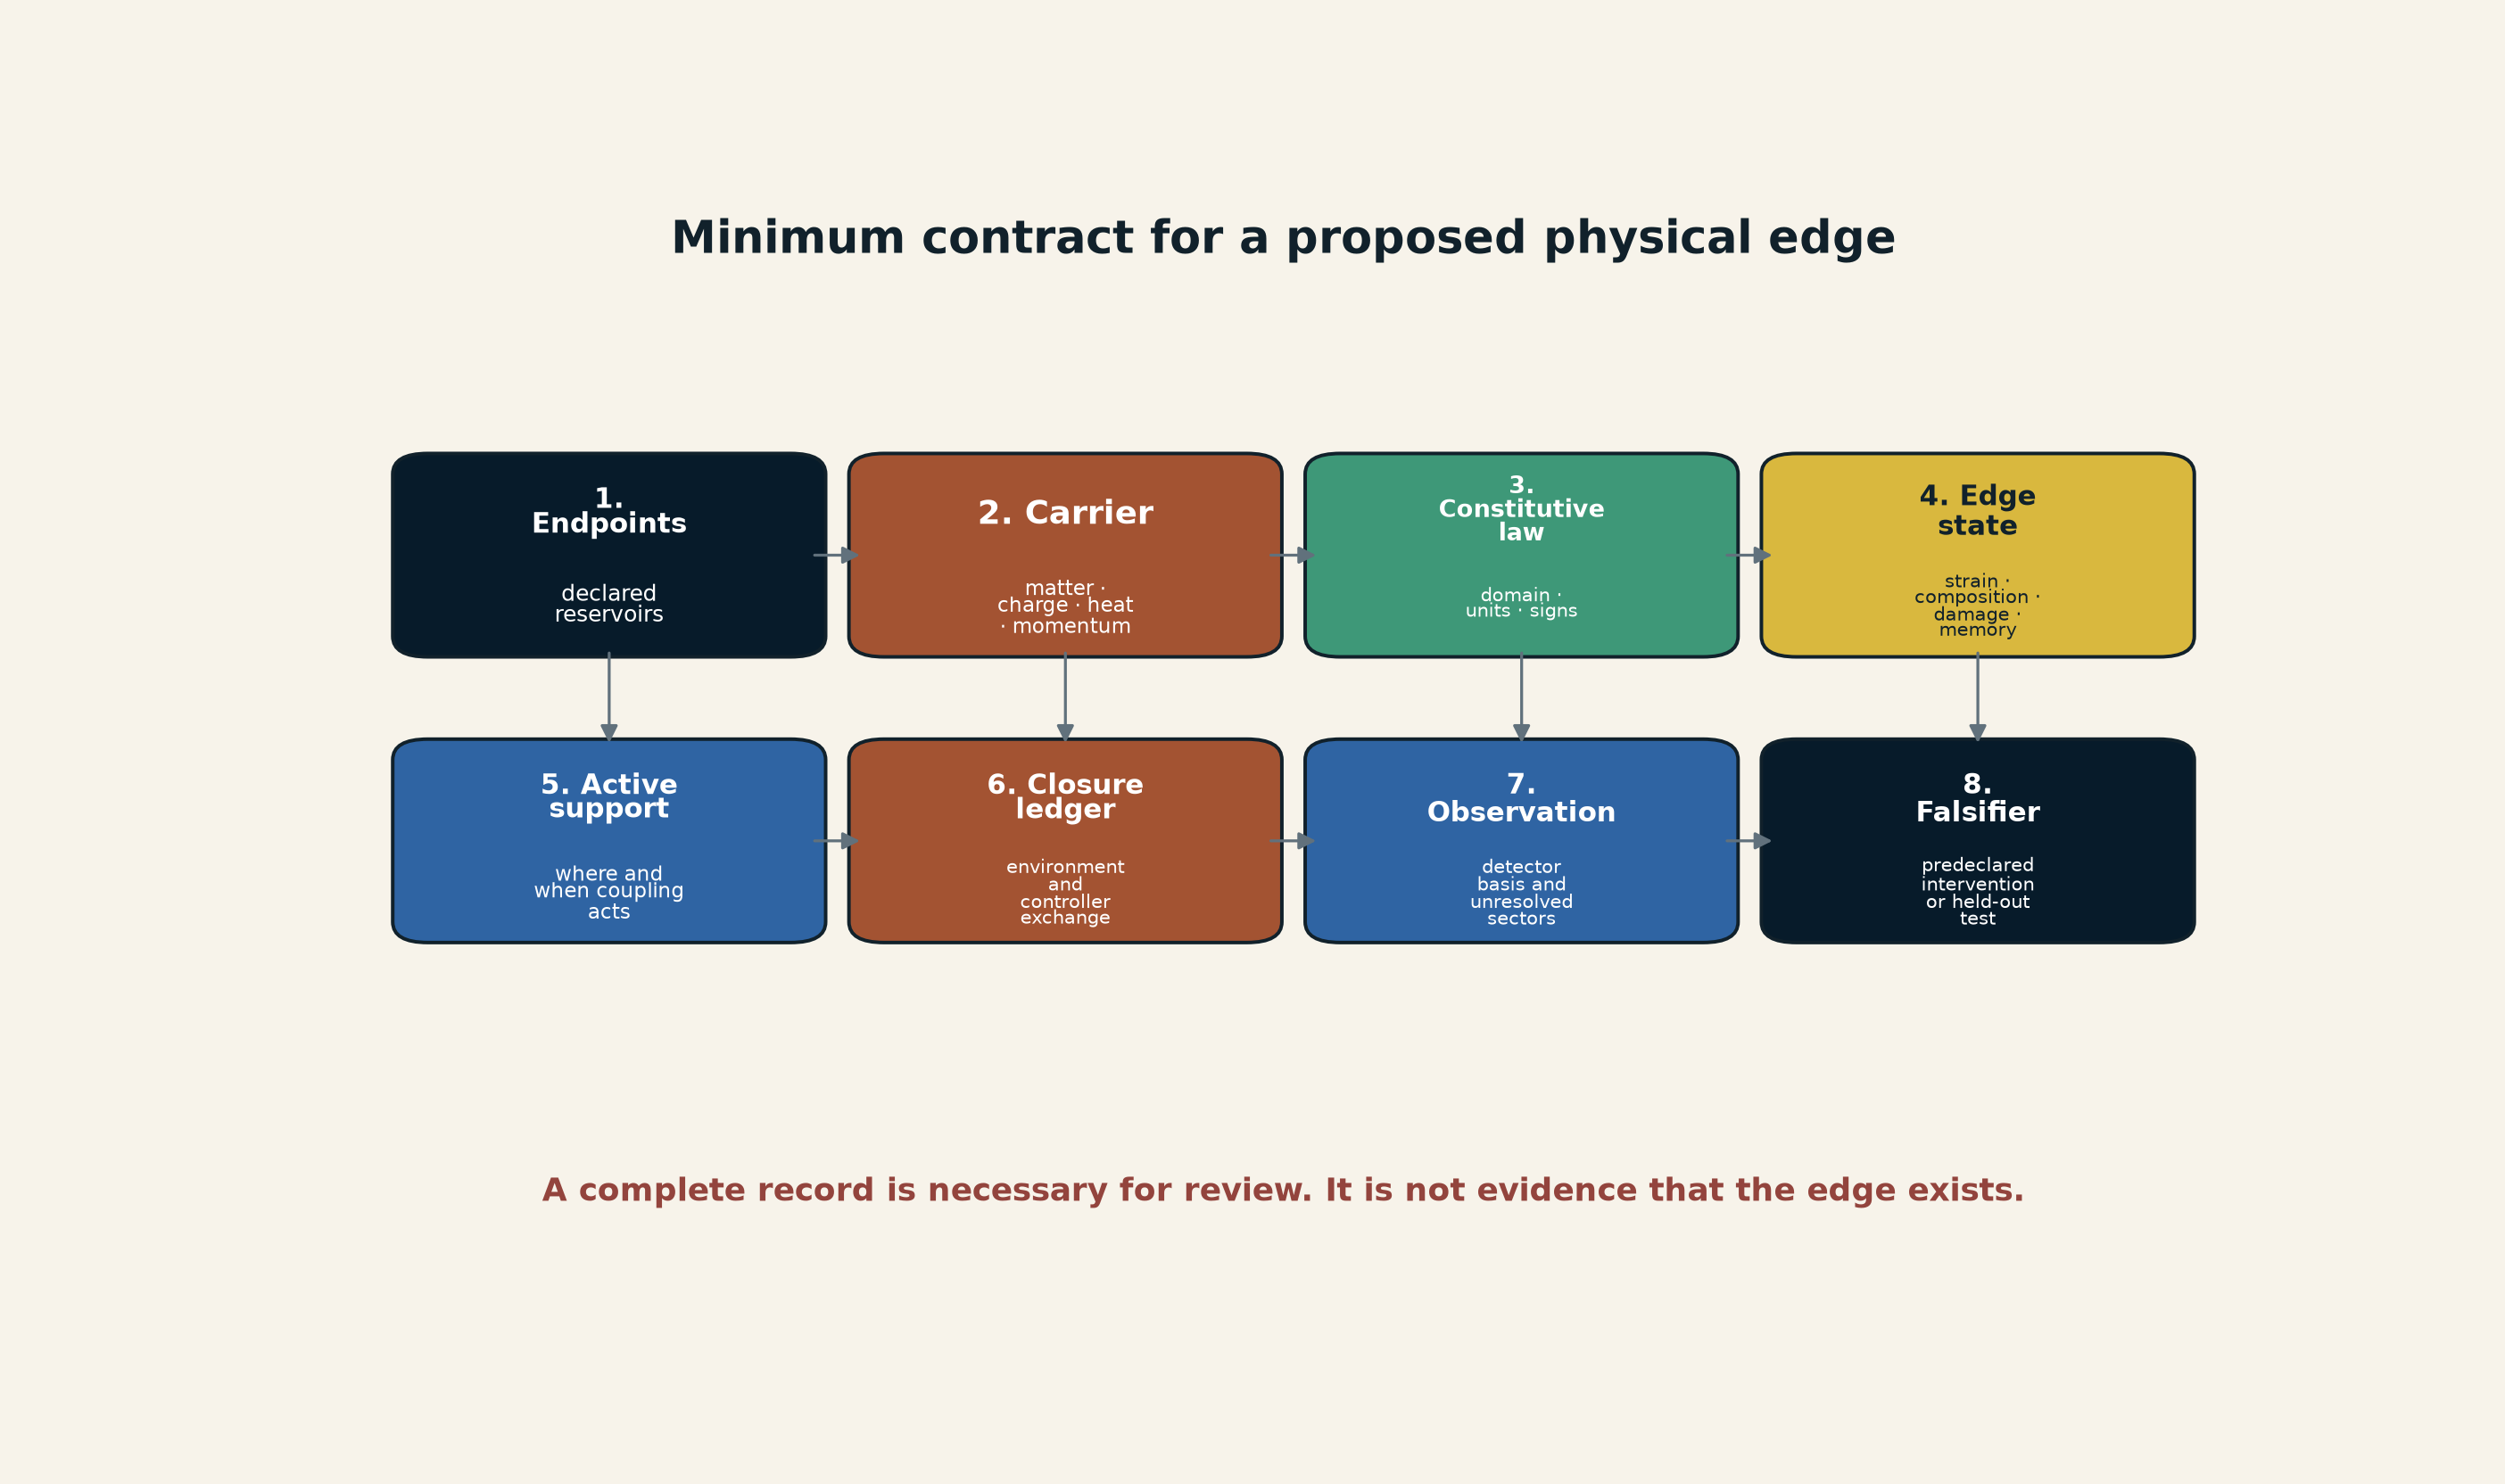 Minimum contract for a proposed physical edge
1.
Endpoints
declared
reservoirs
2. Carrier
matter ·
charge · heat
· momentum
3.
Constitutive
law
domain ·
units · signs
4. Edge
state
strain ·
composition ·
damage ·
memory
5. Active
support
where and
when coupling
acts
6. Closure
ledger
environment
and
controller
exchange
7.
Observation
detector
basis and
unresolved
sectors
8.
Falsifier
predeclared
intervention
or held-out
test
A complete record is necessary for review. It is not evidence that the edge exists.